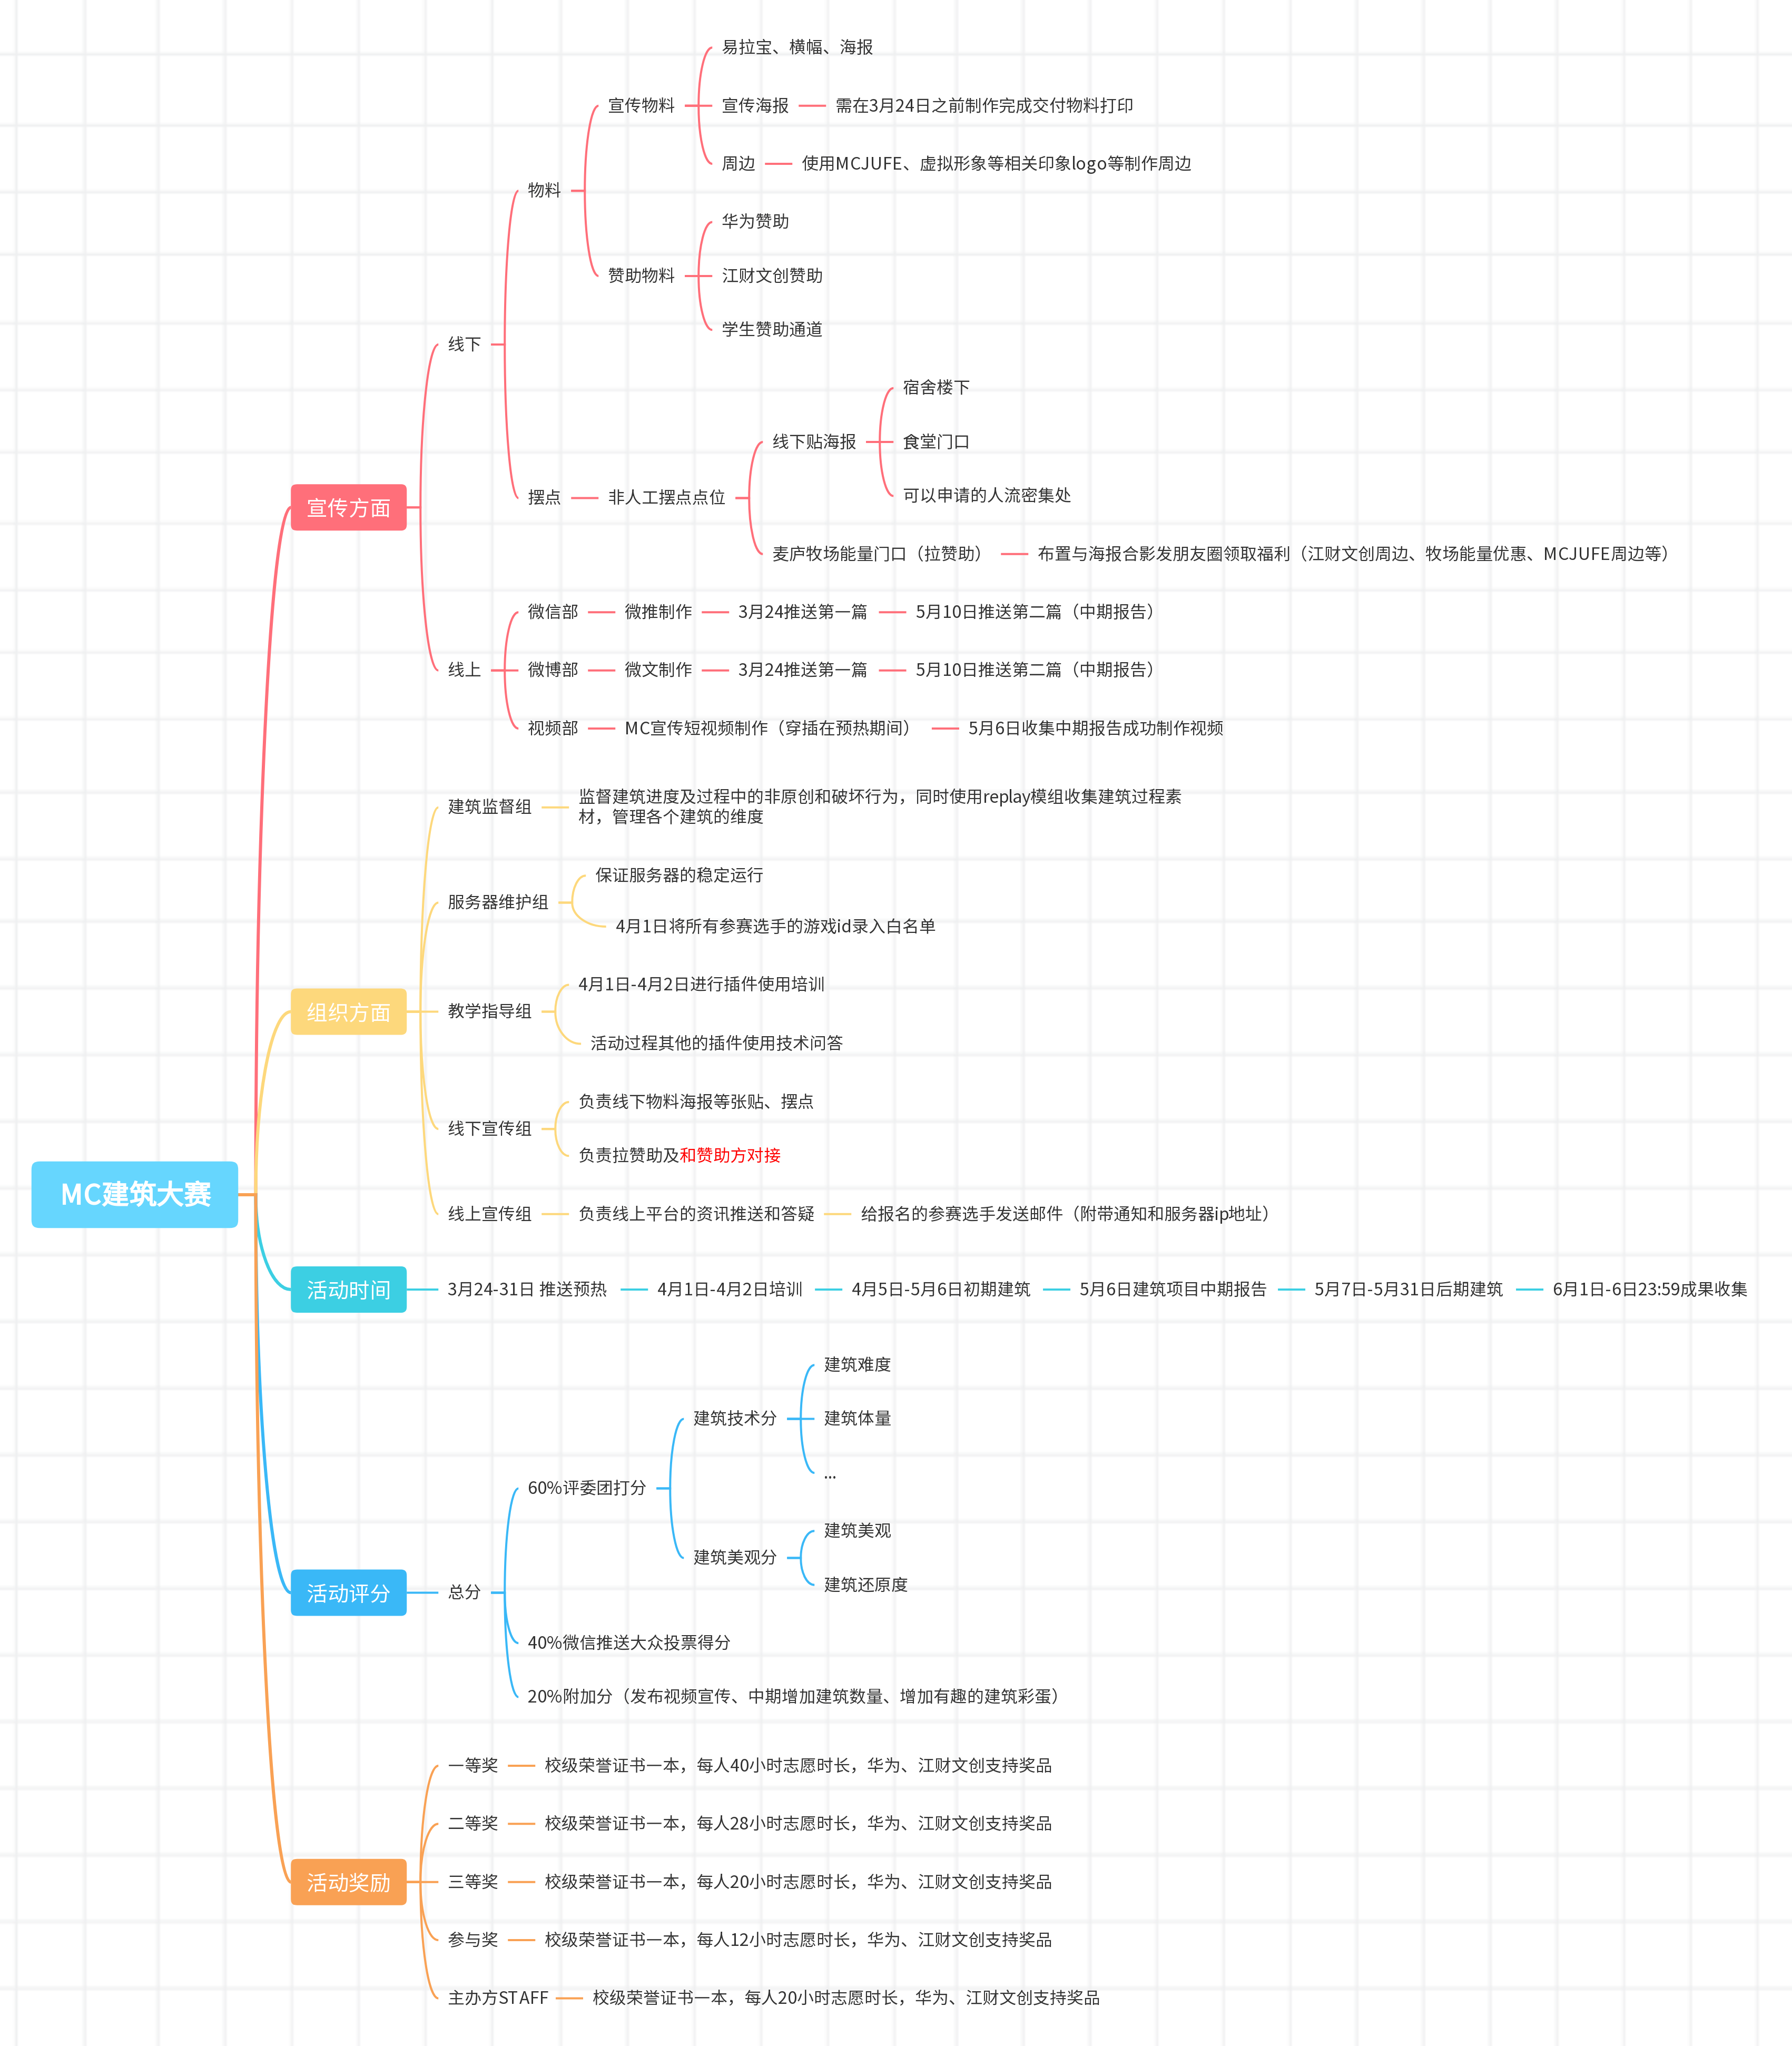 MC建筑大赛
宣传方面
线下
物料
宣传物料
易拉宝、横幅、海报
宣传海报
需在3月24日之前制作完成交付物料打印
周边
使用MCJUFE、虚拟形象等相关印象logo等制作周边
赞助物料
华为赞助
江财文创赞助
学生赞助通道
摆点
非人工摆点点位
线下贴海报
宿舍楼下
食堂门口
可以申请的人流密集处
麦庐牧场能量门口（拉赞助）
布置与海报合影发朋友圈领取福利（江财文创周边、牧场能量优惠、MCJUFE周边等）
线上
微信部
微推制作
3月24推送第一篇
5月10日推送第二篇（中期报告）
微博部
微文制作
3月24推送第一篇
5月10日推送第二篇（中期报告）
视频部
MC宣传短视频制作（穿插在预热期间）
5月6日收集中期报告成功制作视频
组织方面
建筑监督组
监督建筑进度及过程中的非原创和破坏行为，同时使用replay模组收集建筑过程素
材，管理各个建筑的维度
服务器维护组
保证服务器的稳定运行
4月1日将所有参赛选手的游戏id录入白名单
教学指导组
4月1日-4月2日进行插件使用培训
活动过程其他的插件使用技术问答
线下宣传组
负责线下物料海报等张贴、摆点
负责拉赞助及和赞助方对接
线上宣传组
负责线上平台的资讯推送和答疑
给报名的参赛选手发送邮件（附带通知和服务器ip地址）
活动时间
3月24-31日 推送预热
4月1日-4月2日培训
4月5日-5月6日初期建筑
5月6日建筑项目中期报告
5月7日-5月31日后期建筑
6月1日-6日23:59成果收集
活动评分
总分
60%评委团打分
建筑技术分
建筑难度
建筑体量
...
建筑美观分
建筑美观
建筑还原度
40%微信推送大众投票得分
20%附加分（发布视频宣传、中期增加建筑数量、增加有趣的建筑彩蛋）
活动奖励
一等奖
校级荣誉证书一本，每人40小时志愿时长，华为、江财文创支持奖品
二等奖
校级荣誉证书一本，每人28小时志愿时长，华为、江财文创支持奖品
三等奖
校级荣誉证书一本，每人20小时志愿时长，华为、江财文创支持奖品
参与奖
校级荣誉证书一本，每人12小时志愿时长，华为、江财文创支持奖品
主办方STAFF
校级荣誉证书一本，每人20小时志愿时长，华为、江财文创支持奖品